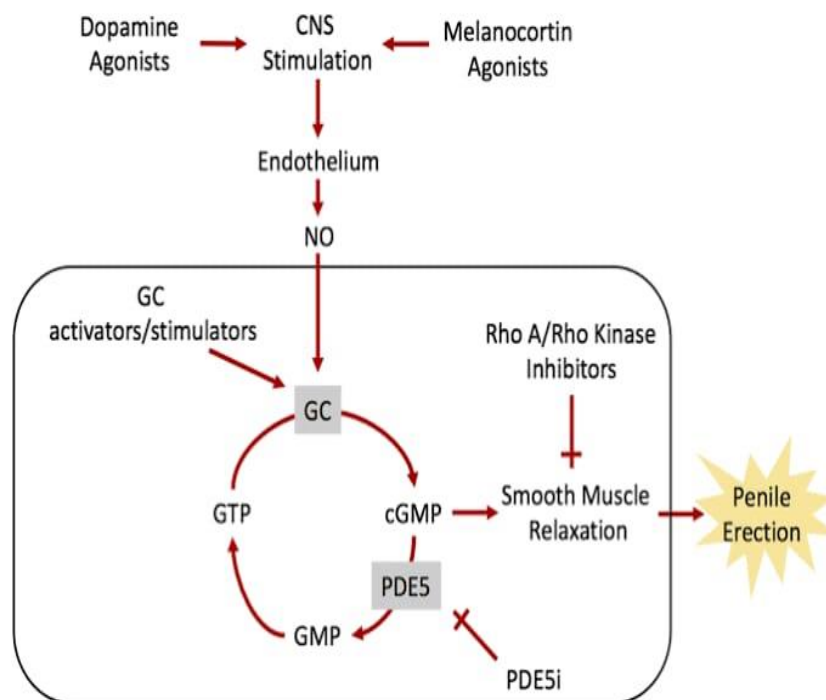 Dopamine
Agonists
CNS
Stimulation
Melanocortin
Agonists
Endothelium
NO
GC
activators/stimulators
Rho A/Rho Kinase
Inhibitors
GC
GTP
cGMP
Smooth Muscle
Relaxation
Penile
Erection
PDE5
GMP
PDE5i